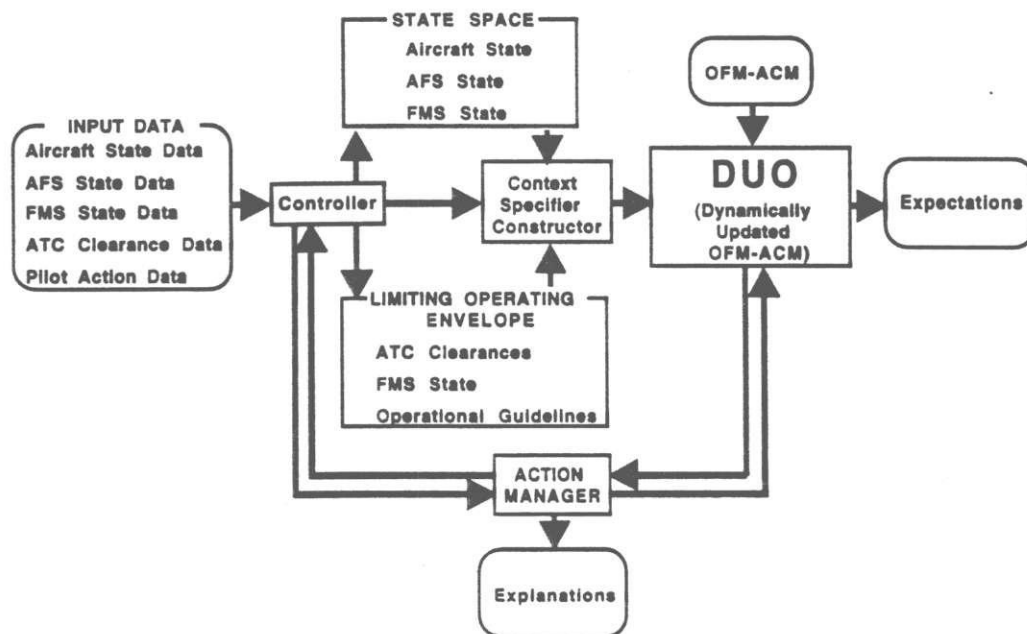 STATE SPACE
Aircraft State
AFS State
FMS State
OFM-ACM
INPUT DATA
Aircraft State Data
AFS State Data
FMS State Data
ATC Clearance Data
Pilot Action Data
Controller
Context
Specifier
Constructor
DUO
(Dynamically
Updated
OFM-ACM)
Expectations
LIMITING OPERATING
ENVELOPE
ATC Clearances
FMS State
Operational Guidelines
ACTION
MANAGER
Explanations